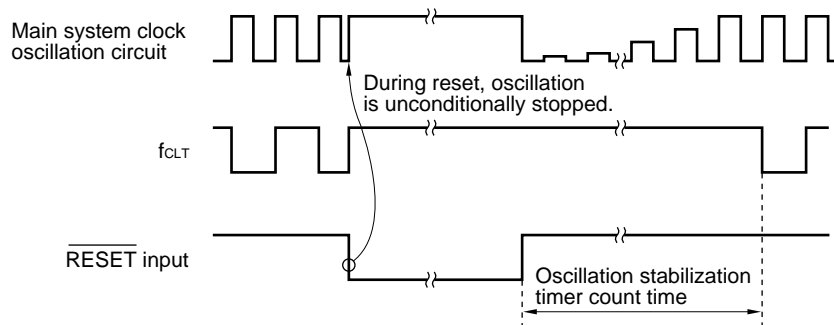 Main system clock
oscillation circuit
During reset, oscillation
is unconditionally stopped.
fCLT
RESET input
Oscillation stabilization
timer count time